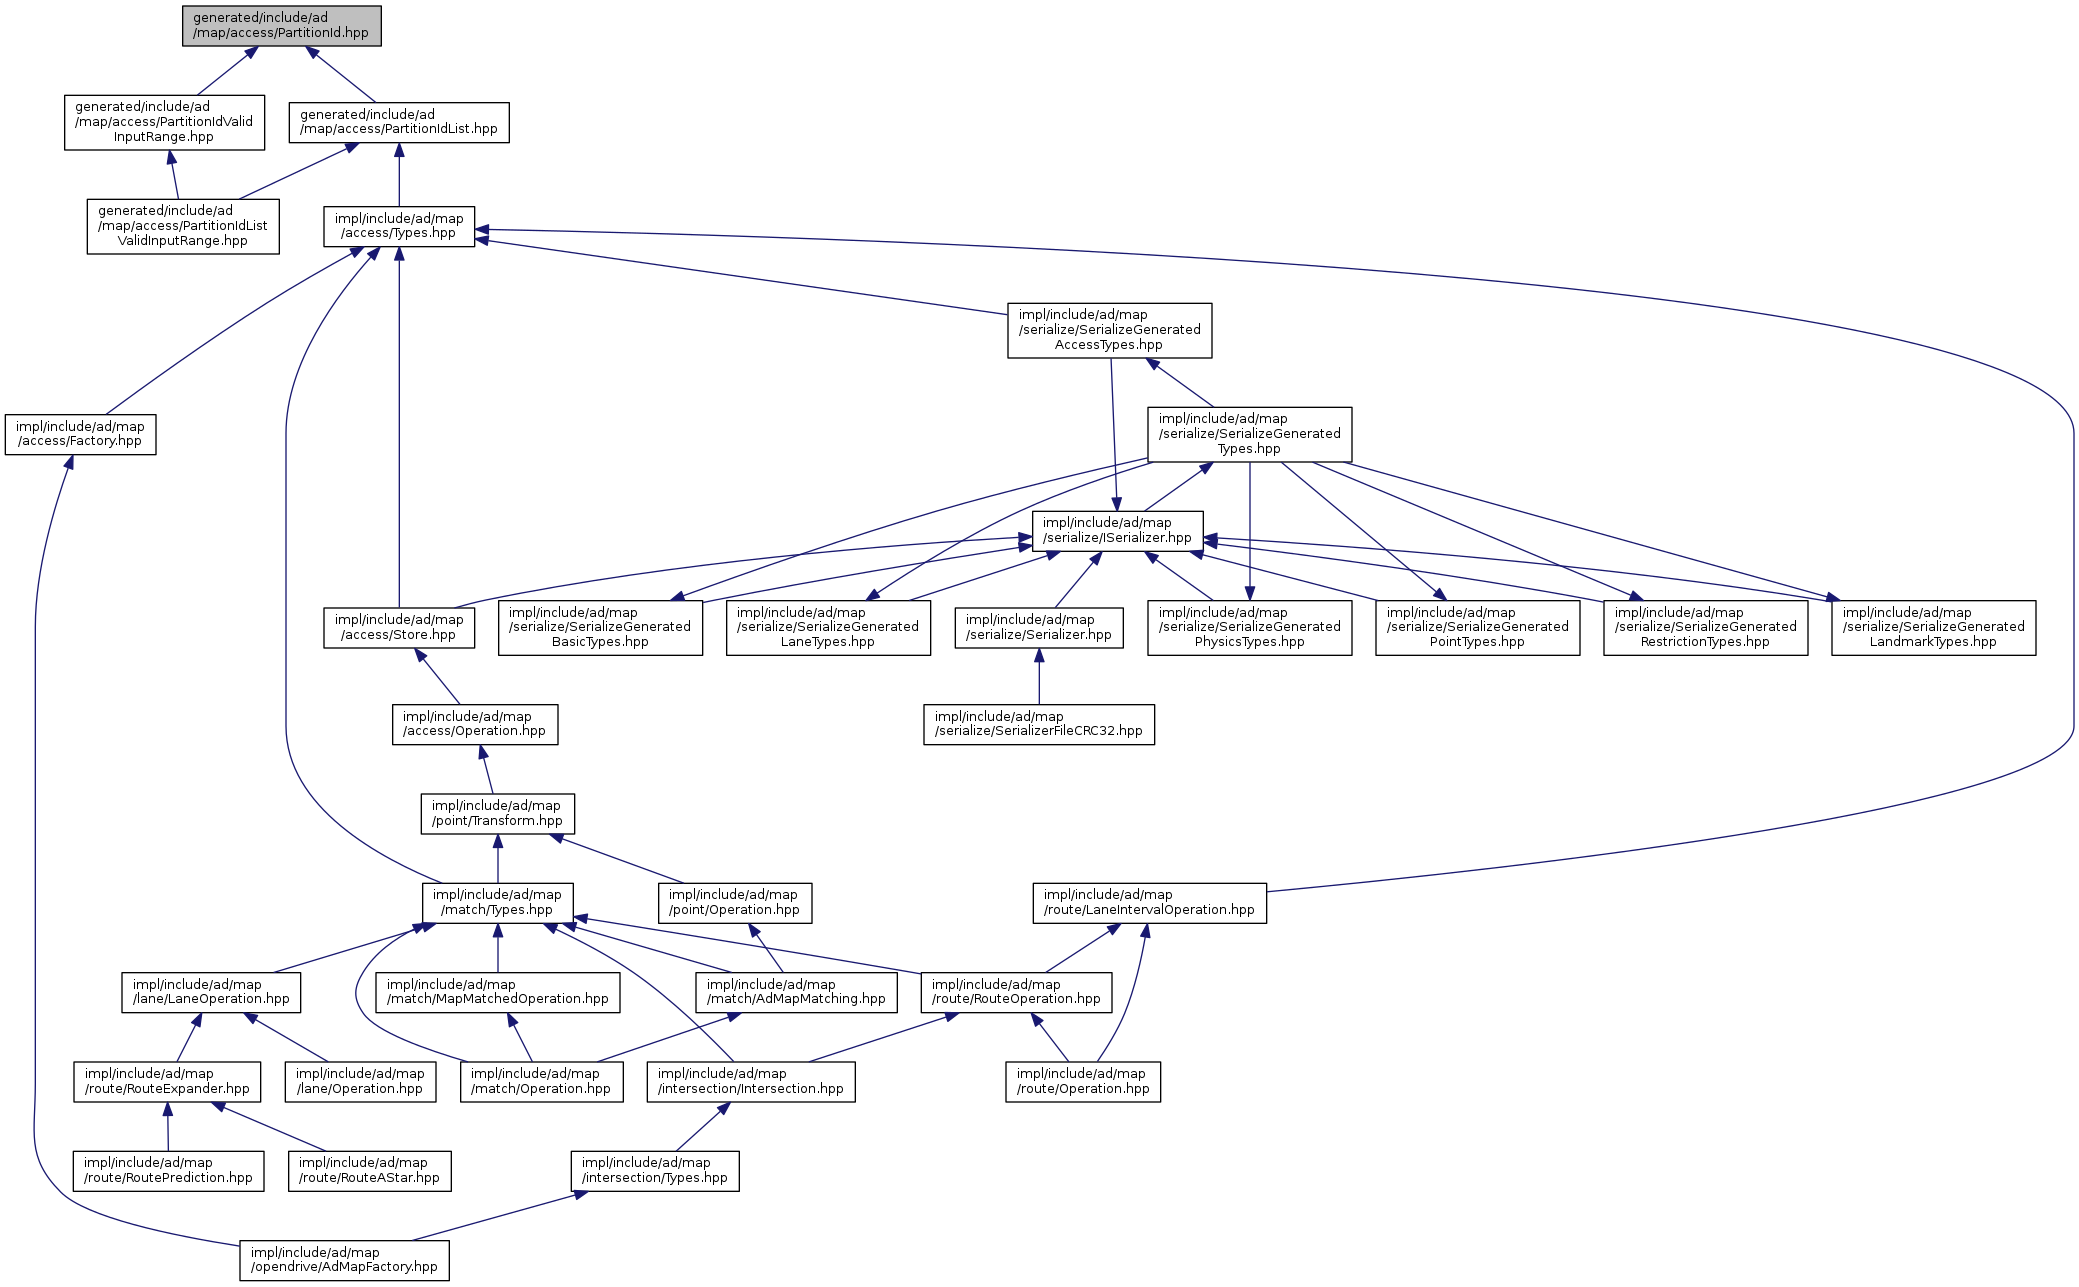 generated/include/ad
/map/access/PartitionId.hpp
generated/include/ad
/map/access/PartitionIdValid
InputRange.hpp
generated/include/ad
/map/access/PartitionIdList.hpp
generated/include/ad
/map/access/PartitionIdList
ValidInputRange.hpp
impl/include/ad/map
/access/Types.hpp
impl/include/ad/map
/serialize/SerializeGenerated
AccessTypes.hpp
impl/include/ad/map
/access/Factory.hpp
impl/include/ad/map
/serialize/SerializeGenerated
Types.hpp
impl/include/ad/map
/serialize/ISerializer.hpp
impl/include/ad/map
/access/Store.hpp
impl/include/ad/map
/serialize/SerializeGenerated
BasicTypes.hpp
impl/include/ad/map
/serialize/SerializeGenerated
LaneTypes.hpp
impl/include/ad/map
/serialize/Serializer.hpp
impl/include/ad/map
/serialize/SerializeGenerated
PhysicsTypes.hpp
impl/include/ad/map
/serialize/SerializeGenerated
PointTypes.hpp
impl/include/ad/map
/serialize/SerializeGenerated
RestrictionTypes.hpp
impl/include/ad/map
/serialize/SerializeGenerated
LandmarkTypes.hpp
impl/include/ad/map
/access/Operation.hpp
impl/include/ad/map
/serialize/SerializerFileCRC32.hpp
impl/include/ad/map
/point/Transform.hpp
impl/include/ad/map
/match/Types.hpp
impl/include/ad/map
/point/Operation.hpp
impl/include/ad/map
/route/LaneIntervalOperation.hpp
impl/include/ad/map
/lane/LaneOperation.hpp
impl/include/ad/map
/match/MapMatchedOperation.hpp
impl/include/ad/map
/match/AdMapMatching.hpp
impl/include/ad/map
/route/RouteOperation.hpp
impl/include/ad/map
/route/RouteExpander.hpp
impl/include/ad/map
/lane/Operation.hpp
impl/include/ad/map
/match/Operation.hpp
impl/include/ad/map
/intersection/Intersection.hpp
impl/include/ad/map
/route/Operation.hpp
impl/include/ad/map
/route/RoutePrediction.hpp
impl/include/ad/map
/route/RouteAStar.hpp
impl/include/ad/map
/intersection/Types.hpp
impl/include/ad/map
/opendrive/AdMapFactory.hpp